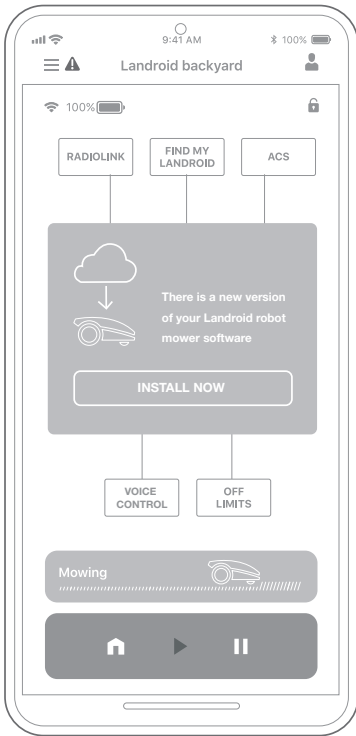 9:41 AM
100%
Landroid backyard
100%
RADIOLINK
FIND MY
LANDROID
ACS
There is a new version
of your Landroid robot
mower software
INSTALL NOW
VOICE
CONTROL
OFF
LIMITS
Mowing